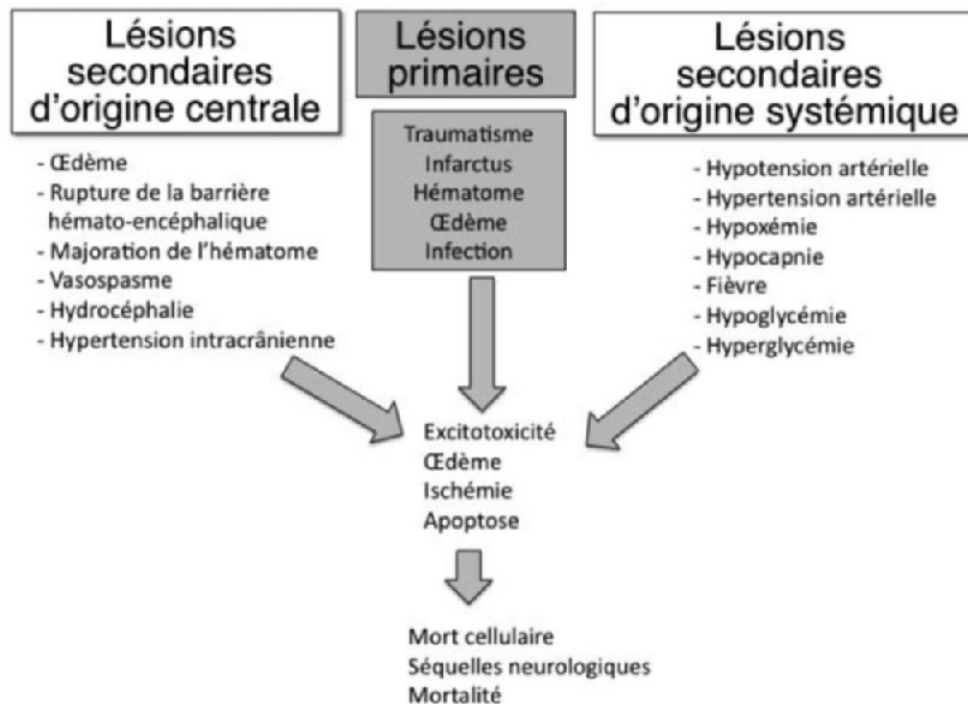 Lésions
secondaires
d'origine centrale
- Œdème
- Rupture de la barrière
hémato-encéphalique
- Majoration de l'hématome
- Vasospasme
- Hydrocéphalie
- Hypertension intracrânienne
Lésions
primaires
Traumatisme
Infarctus
Hématome
Œdème
Infection
Lésions
secondaires
d'origine systémique
- Hypotension artérielle
- Hypertension artérielle
- Hypoxémie
- Hypocapnie
- Fièvre
- Hypoglycémie
- Hyperglycémie
Excitotoxicité
Œdème
Ischémie
Apoptose
Mort cellulaire
Séquelles neurologiques
Mortalité